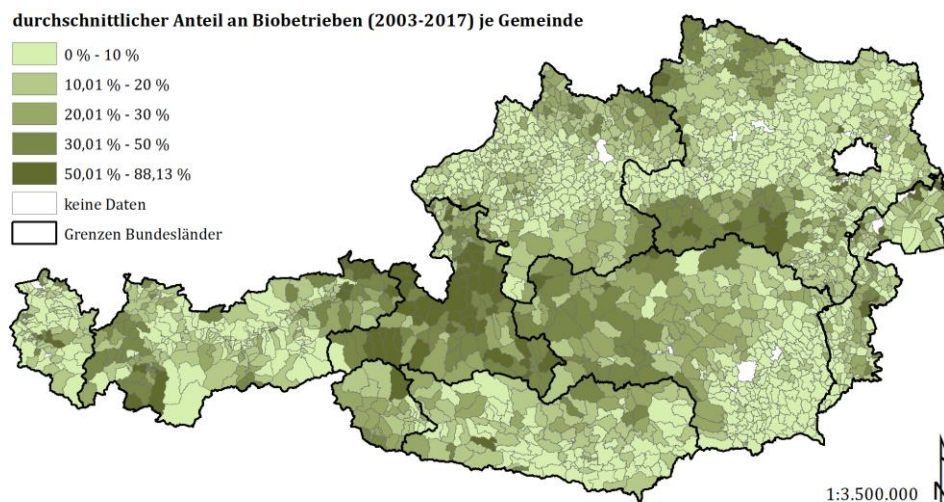 durchschnittlicher Anteil an Biobetrieben (2003-2017) je Gemeinde
0 % - 10 %
10,01 % - 20 %
20,01 % - 30 %
30,01 % - 50 %
50,01 % - 88,13 %
keine Daten
Grenzen Bundesländer
1:3.500.000
N